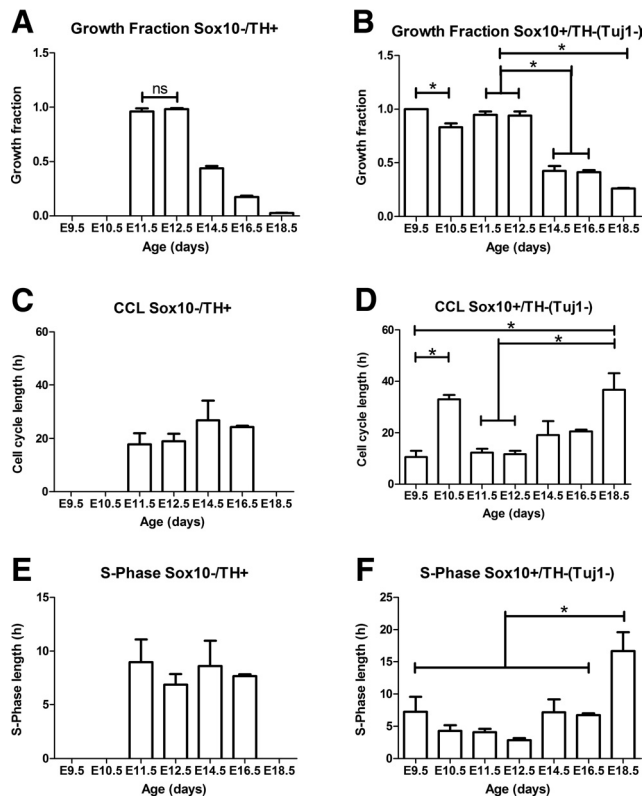 A
Growth Fraction Sox10-/TH+
Growth fraction
1.5
1.0
0.5
0.0
ns
E9.5 E10.5 E11.5 E12.5 E14.5 E16.5 E18.5
Age (days)
B
Growth Fraction Sox10+/TH-(Tuj1-)
Growth fraction
1.5
1.0
0.5
0.0
*
*
*
E9.5 E10.5 E11.5 E12.5 E14.5 E16.5 E18.5
Age (days)
C
CCL Sox10-/TH+
Cell cycle length (h)
60
40
20
0
E9.5 E10.5 E11.5 E12.5 E14.5 E16.5 E18.5
Age (days)
D
CCL Sox10+/TH-(Tuj1-)
Cell cycle length (h)
60
40
20
0
*
*
*
E9.5 E10.5 E11.5 E12.5 E14.5 E16.5 E18.5
Age (days)
E
S-Phase Sox10-/TH+
S-Phase length (h)
15
10
5
0
E9.5 E10.5 E11.5 E12.5 E14.5 E16.5 E18.5
Age (days)
F
S-Phase Sox10+/TH-(Tuj1-)
S-Phase length (h)
25
20
15
10
5
0
*
E9.5 E10.5 E11.5 E12.5 E14.5 E16.5 E18.5
Age (days)